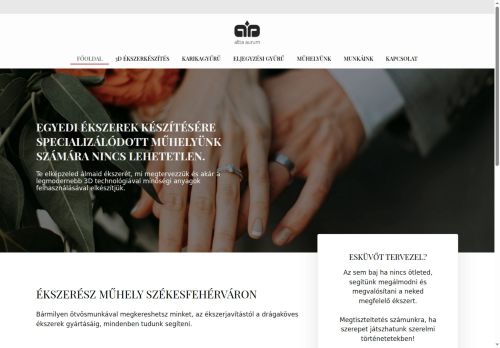 alba aurum
FŐOLDAL 3D ÉKSZERKÉSZÍTÉS KARIKAGYŰRŰ ELJEGYZÉSI GYŰRŰ MŰHELYÜNK MUNKÁINK KAPCSOLAT
EGYEDI ÉKSZEREK KÉSZÍTÉSÉRE
SPECIALIZÁLÓDOTT MŰHELYÜNK
SZÁMÁRA NINCS LEHETETLEN.
Te elképzeled álmaid ékszerét, mi megtervezzük és akár a
legmodernebb 3D technológiával minőségi anyagok
felhasználásával elkészítjük.
ESKÜVŐT TERVEZEL?
Az sem baj ha nincs ötleted,
segítünk megálmodni és
megvalósítani a neked
megfelelő ékszert.
Megtiszteltetés számunkra, ha
szerepet játszhatunk szerelmi
történetetekben!
ÉKSZERÉSZ MŰHELY SZÉKESFEHÉRVÁRON
Bármilyen ötvösmunkával megkereshetsz minket, az ékszerjavítástól a drágaköves
ékszerek gyártásáig, mindenben tudunk segíteni.